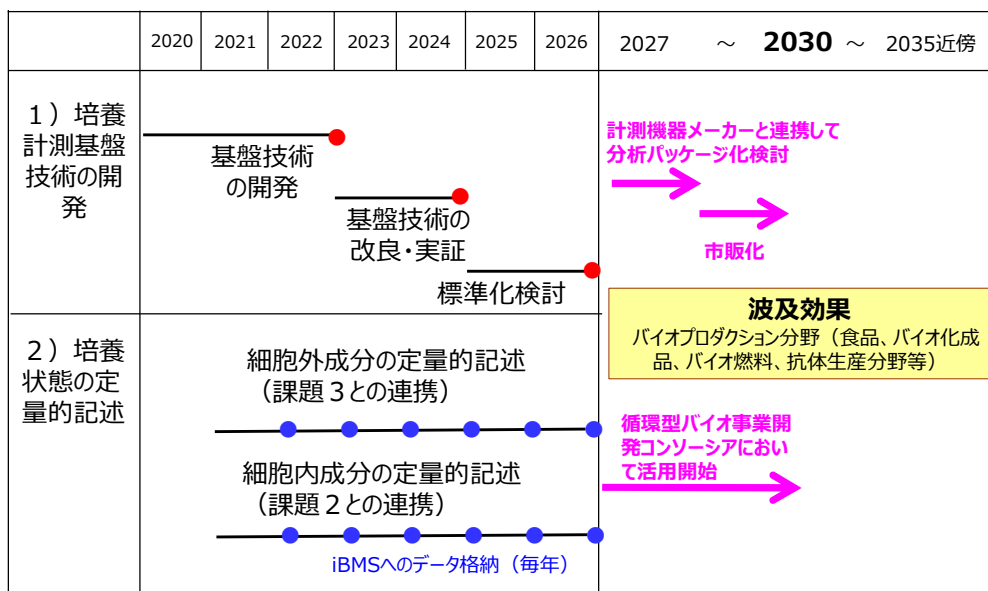 2020 2021 2022 2023 2024 2025 2026 2027 ～ 2030 ～ 2035近傍
１）培養
計測基盤
技術の開
発
基盤技術
の開発
基盤技術の
改良・実証
標準化検討
計測機器メーカーと連携して
分析パッケージ化検討
市販化
波及効果
バイオプロダクション分野（食品、バイオ化成
品、バイオ燃料、抗体生産分野等）
２）培養
状態の定
量的記述
細胞外成分の定量的記述
（課題３との連携）
細胞内成分の定量的記述
（課題２との連携）
iBMSへのデータ格納（毎年）
循環型バイオ事業開
発コンソーシアにおい
て活用開始